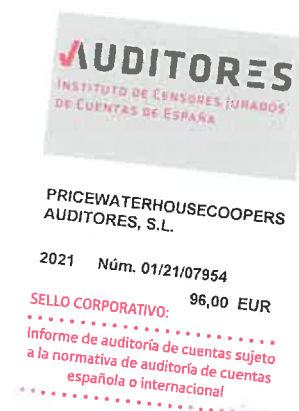 AUDITORES
INSTITUTO DE CENSORES JURADOS
DE CUENTAS DE ESPAÑA
PRICEWATERHOUSECOOPERS
AUDITORES, S.L.
2021 Núm. 01/21/07954
96,00 EUR
SELLO CORPORATIVO:
Informe de auditoría de cuentas sujeto
a la normativa de auditoría de cuentas
española o internacional